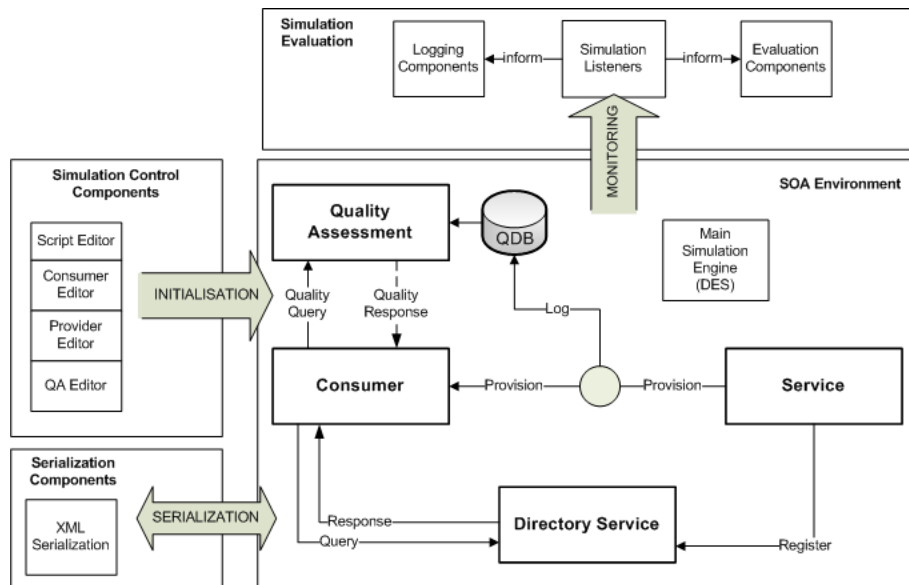 Simulation
Evaluation
Logging
Components
inform
Simulation
Listeners
inform
Evaluation
Components
MONITORING
Simulation Control
Components
Script Editor
Consumer
Editor
Provider
Editor
QA Editor
INITIALISATION
SOA Environment
Quality
Assessment
QDB
Main
Simulation
Engine
(DES)
Quality
Query
Quality
Response
Log
Consumer
Provision
Provision
Service
Serialization
Components
XML
Serialization
SERIALIZATION
Response
Query
Directory Service
Register